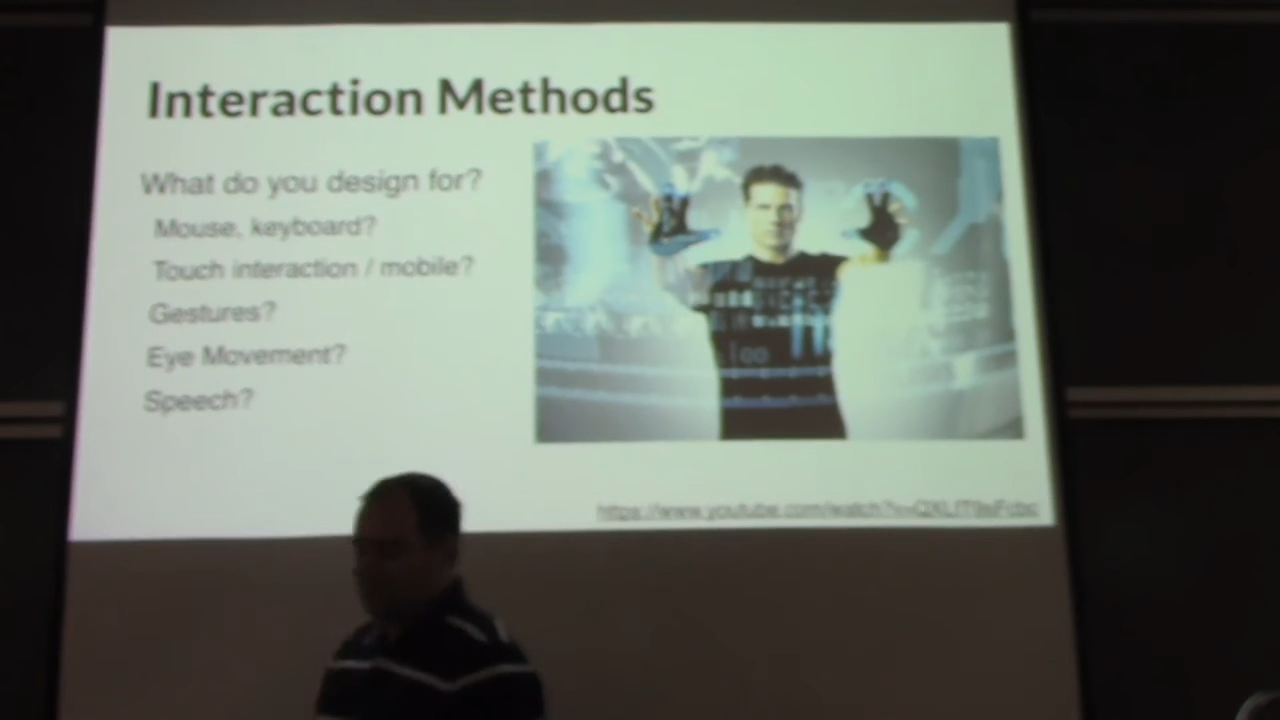 Interaction Methods
What do you design for?
Mouse, keyboard?
Touch interaction / mobile?
Gestures?
Eye Movement?
Speech?